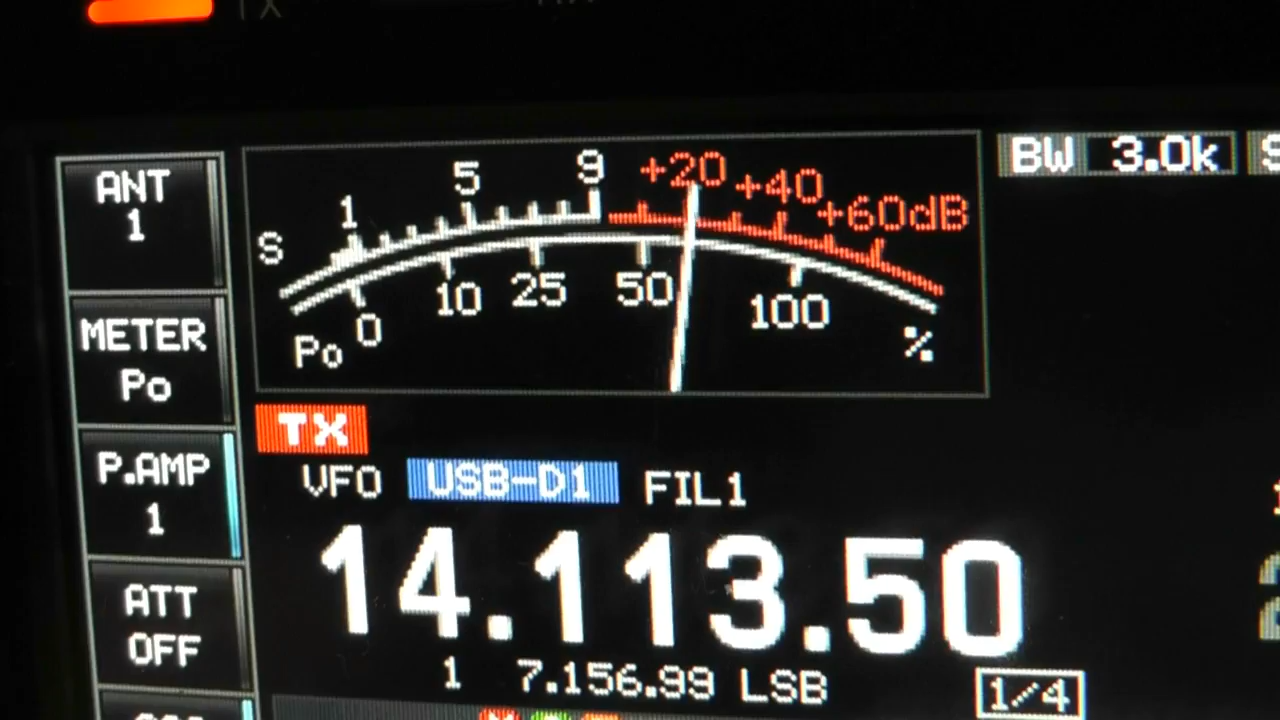 TX
ANT
1
METER
Po
P.AMP
1
ATT
OFF
S 1 5 9 +20 +40 +60dB
Po 0 10 25 50 100 %
BW 3.0k
TX
VFO USB-D1 FIL1
14.113.50
1 7.156.99 LSB
1/4